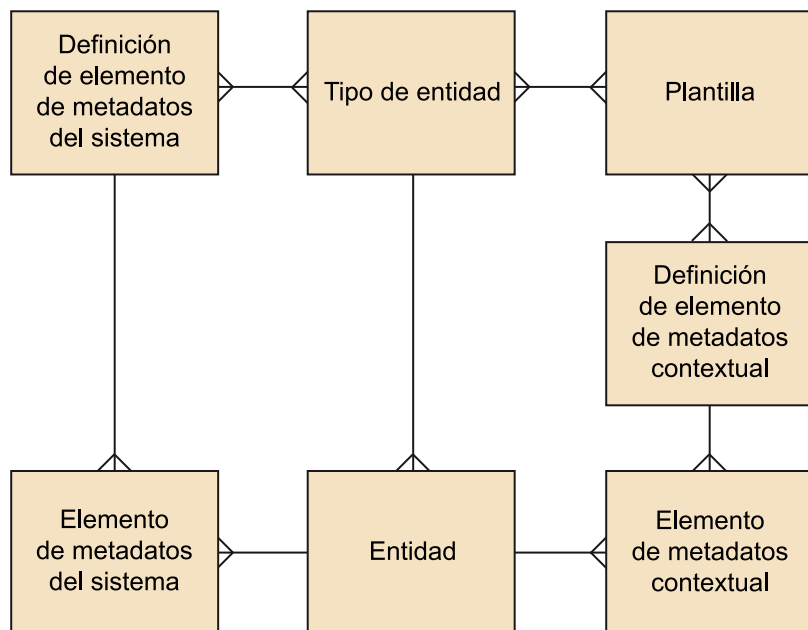 Definición
de elemento
de metadatos
del sistema
Tipo de entidad
Plantilla
Definición
de elemento
de metadatos
contextual
Elemento
de metadatos
del sistema
Entidad
Elemento
de metadatos
contextual